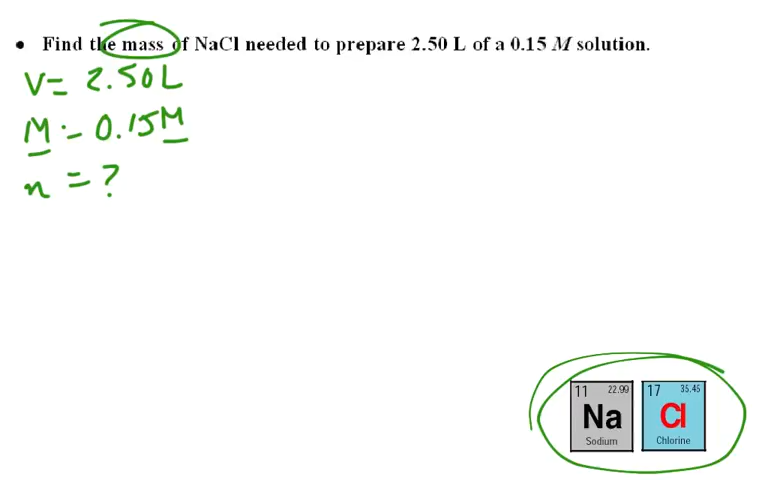 • Find the mass of NaCl needed to prepare 2.50 L of a 0.15 M solution.
V= 2.50L
M = 0.15M
n = ?
11 22.99
Na
Sodium
17 35.45
Cl
Chlorine